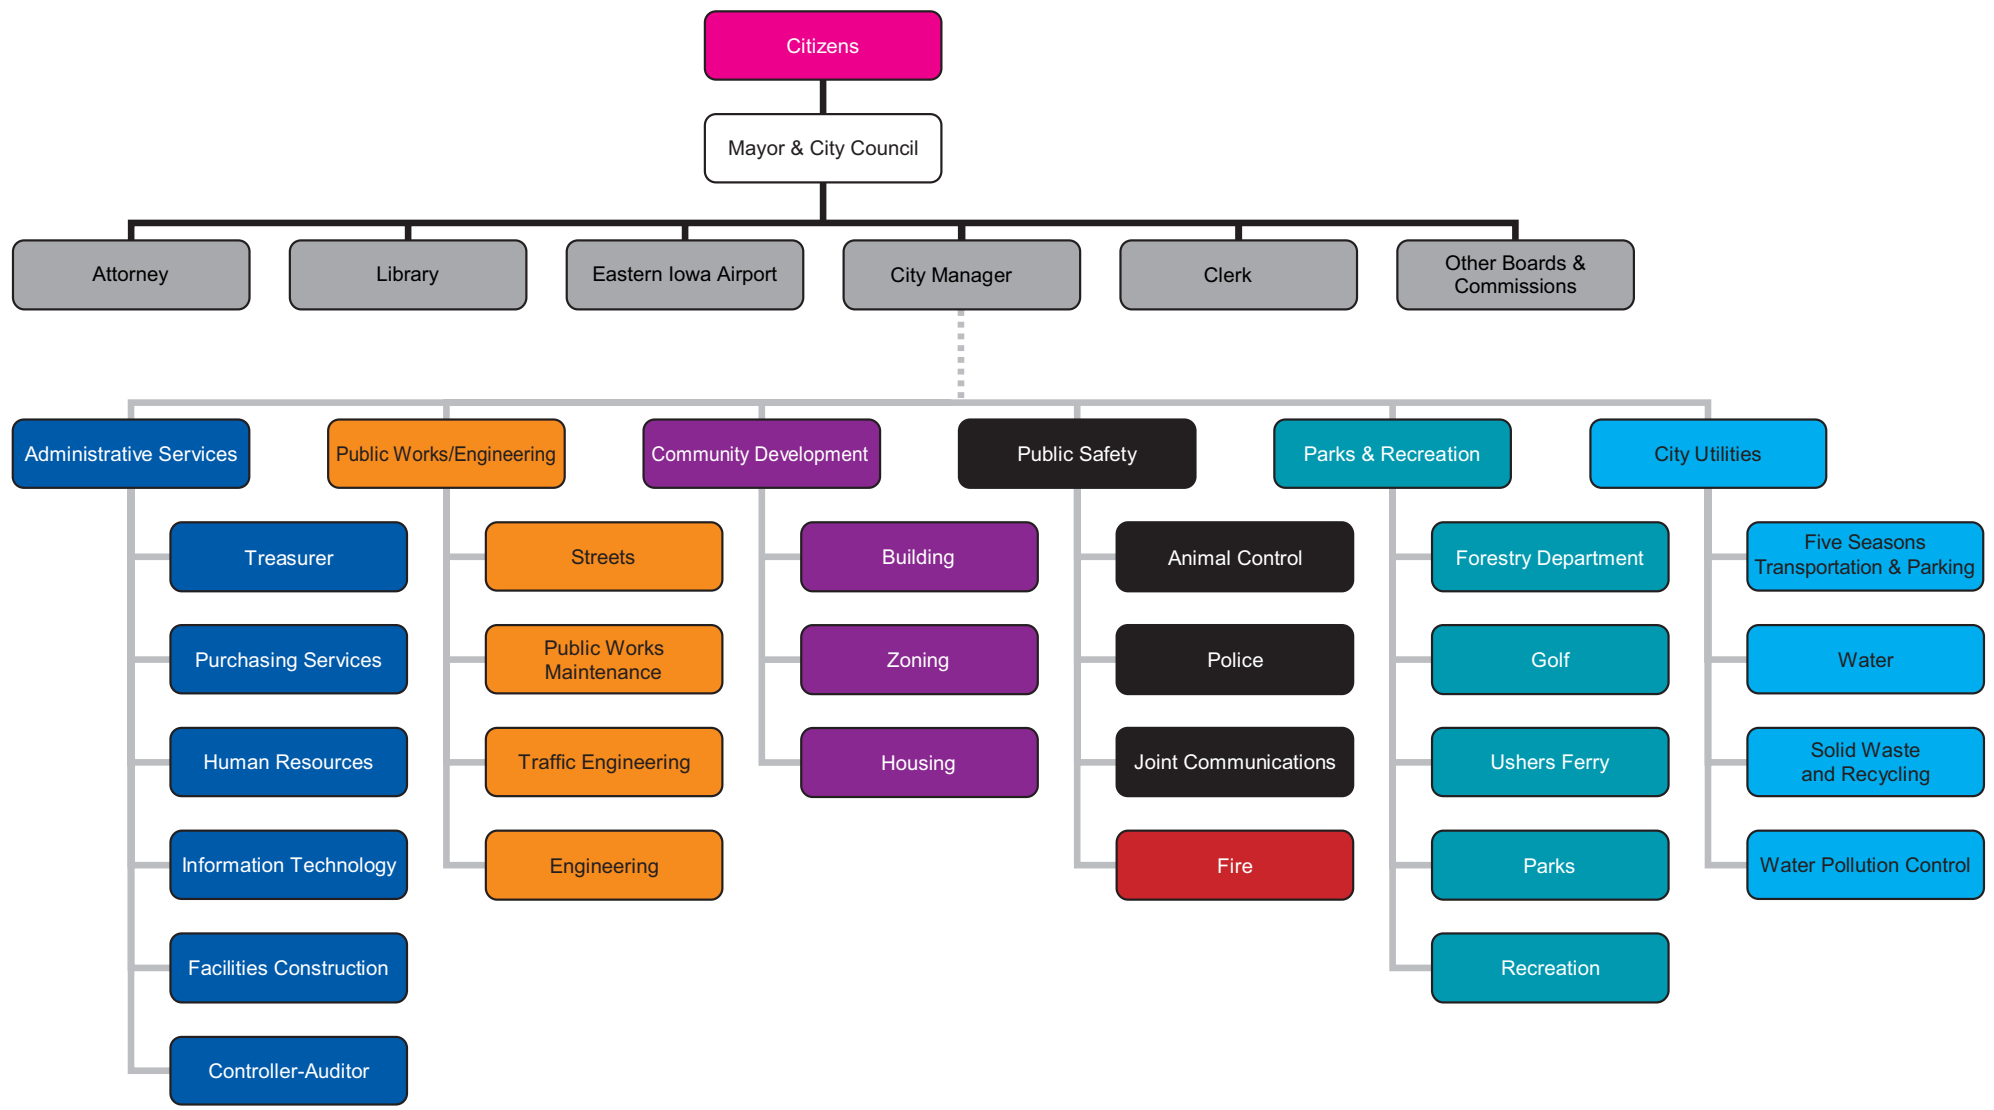 Citizens
Mayor & City Council
Attorney
Library
Eastern Iowa Airport
City Manager
Clerk
Other Boards &
Commissions
Administrative Services
Public Works/Engineering
Community Development
Public Safety
Parks & Recreation
City Utilities
Treasurer
Purchasing Services
Human Resources
Information Technology
Facilities Construction
Controller-Auditor
Streets
Public Works
Maintenance
Traffic Engineering
Engineering
Building
Zoning
Housing
Animal Control
Police
Joint Communications
Fire
Forestry Department
Golf
Ushers Ferry
Parks
Recreation
Five Seasons
Transportation & Parking
Water
Solid Waste
and Recycling
Water Pollution Control